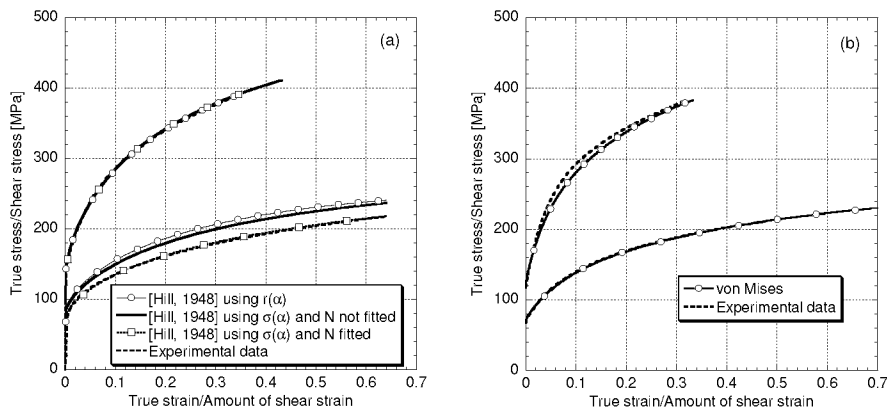 (a)
True stress/Shear stress [MPa]
500
400
300
200
100
0
[Hill, 1948] using r(α)
[Hill, 1948] using σ(α) and N not fitted
[Hill, 1948] using σ(α) and N fitted
Experimental data
0 0.1 0.2 0.3 0.4 0.5 0.6 0.7
True strain/Amount of shear strain
(b)
True stress/Shear stress [MPa]
500
400
300
200
100
0
von Mises
Experimental data
0 0.1 0.2 0.3 0.4 0.5 0.6 0.7
True strain/Amount of shear strain